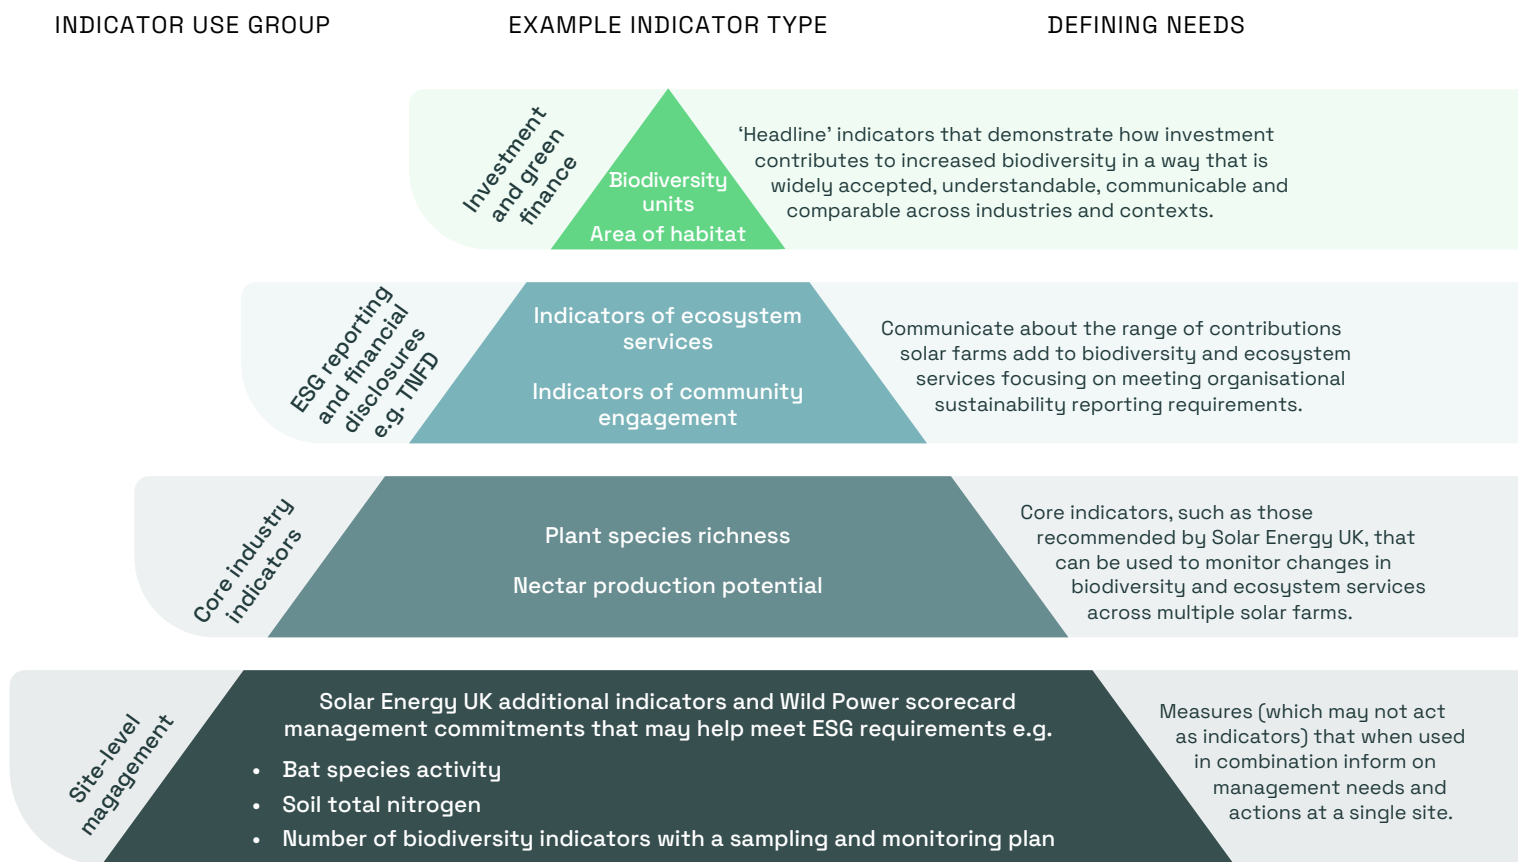 INDICATOR USE GROUP
EXAMPLE INDICATOR TYPE
DEFINING NEEDS
Investment
and green
finance
Biodiversity
units
Area of habitat
‘Headline’ indicators that demonstrate how investment
contributes to increased biodiversity in a way that is
widely accepted, understandable, communicable and
comparable across industries and contexts.
ESG reporting
and financial
disclosures
e.g. TNFD
Indicators of ecosystem
services
Indicators of community
engagement
Communicate about the range of contributions
solar farms add to biodiversity and ecosystem
services focusing on meeting organisational
sustainability reporting requirements.
Core industry
indicators
Plant species richness
Nectar production potential
Core indicators, such as those
recommended by Solar Energy UK, that
can be used to monitor changes in
biodiversity and ecosystem services
across multiple solar farms.
Site-level
magagement
Solar Energy UK additional indicators and Wild Power scorecard
management commitments that may help meet ESG requirements e.g.
• Bat species activity
• Soil total nitrogen
• Number of biodiversity indicators with a sampling and monitoring plan
Measures (which may not act
as indicators) that when used
in combination inform on
management needs and
actions at a single site.